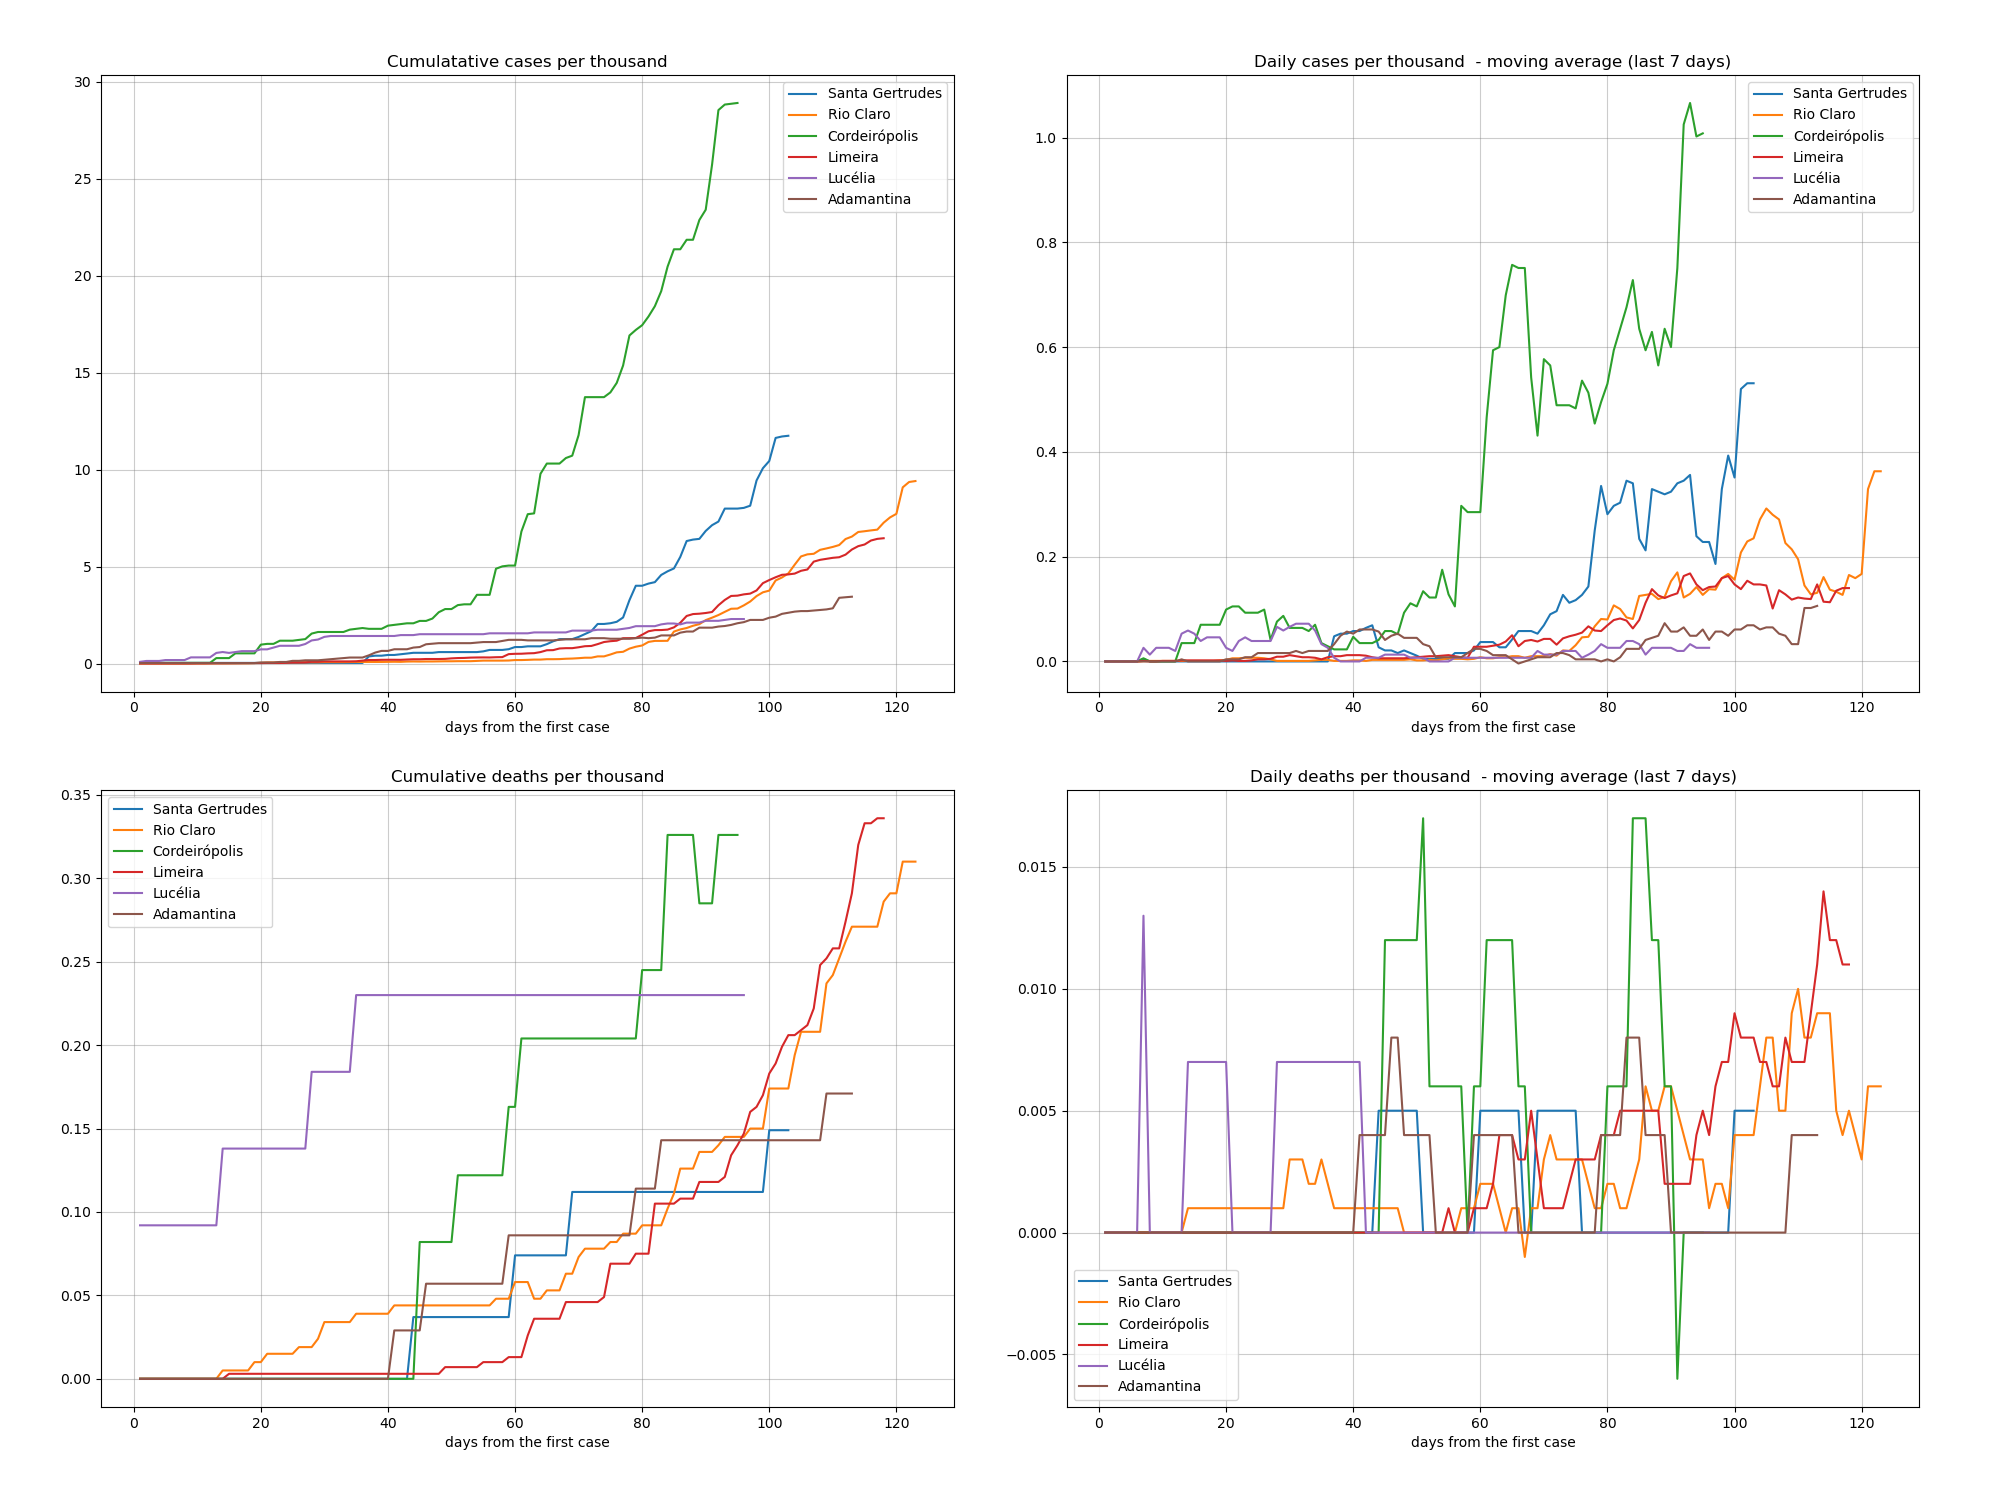 Cumulatative cases per thousand
30
25
20
15
10
5
0
Santa Gertrudes
Rio Claro
Cordeirópolis
Limeira
Lucélia
Adamantina
0 20 40 60 80 100 120
days from the first case
Daily cases per thousand - moving average (last 7 days)
1.0
0.8
0.6
0.4
0.2
0.0
Santa Gertrudes
Rio Claro
Cordeirópolis
Limeira
Lucélia
Adamantina
0 20 40 60 80 100 120
days from the first case
Cumulative deaths per thousand
0.35
0.30
0.25
0.20
0.15
0.10
0.05
0.00
Santa Gertrudes
Rio Claro
Cordeirópolis
Limeira
Lucélia
Adamantina
0 20 40 60 80 100 120
days from the first case
Daily deaths per thousand - moving average (last 7 days)
0.015
0.010
0.005
0.000
−0.005
Santa Gertrudes
Rio Claro
Cordeirópolis
Limeira
Lucélia
Adamantina
0 20 40 60 80 100 120
days from the first case